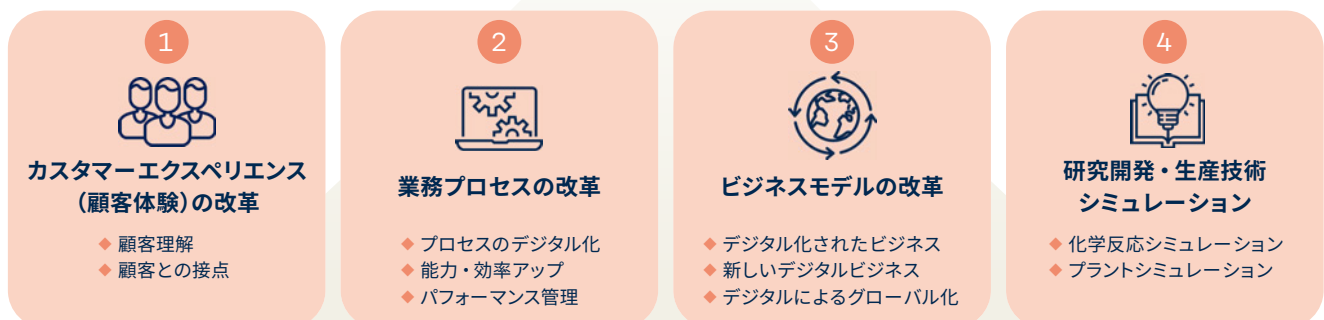 1
カスタマーエクスペリエンス
（顧客体験）の改革
◆ 顧客理解
◆ 顧客との接点
2
業務プロセスの改革
◆ プロセスのデジタル化
◆ 能力・効率アップ
◆ パフォーマンス管理
3
ビジネスモデルの改革
◆ デジタル化されたビジネス
◆ 新しいデジタルビジネス
◆ デジタルによるグローバル化
4
研究開発・生産技術
シミュレーション
◆ 化学反応シミュレーション
◆ プラントシミュレーション